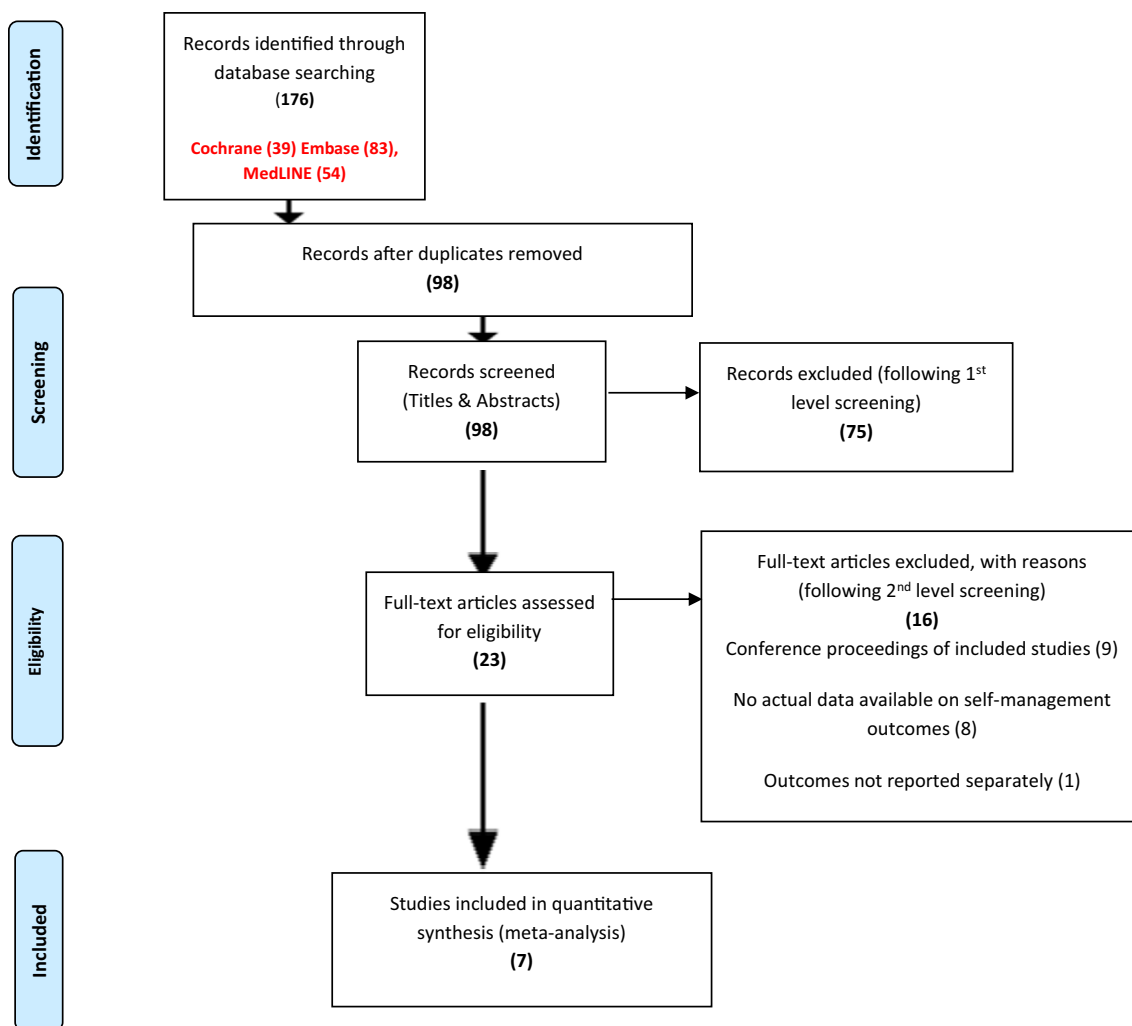 Identification
Records identified through
database searching
(176)
Cochrane (39) Embase (83),
MedLINE (54)
Records after duplicates removed
(98)
Screening
Records screened
(Titles & Abstracts)
(98)
Records excluded (following 1st
level screening)
(75)
Eligibility
Full-text articles assessed
for eligibility
(23)
Full-text articles excluded, with reasons
(following 2nd level screening)
(16)
Conference proceedings of included studies (9)
No actual data available on self-management
outcomes (8)
Outcomes not reported separately (1)
Included
Studies included in quantitative
synthesis (meta-analysis)
(7)